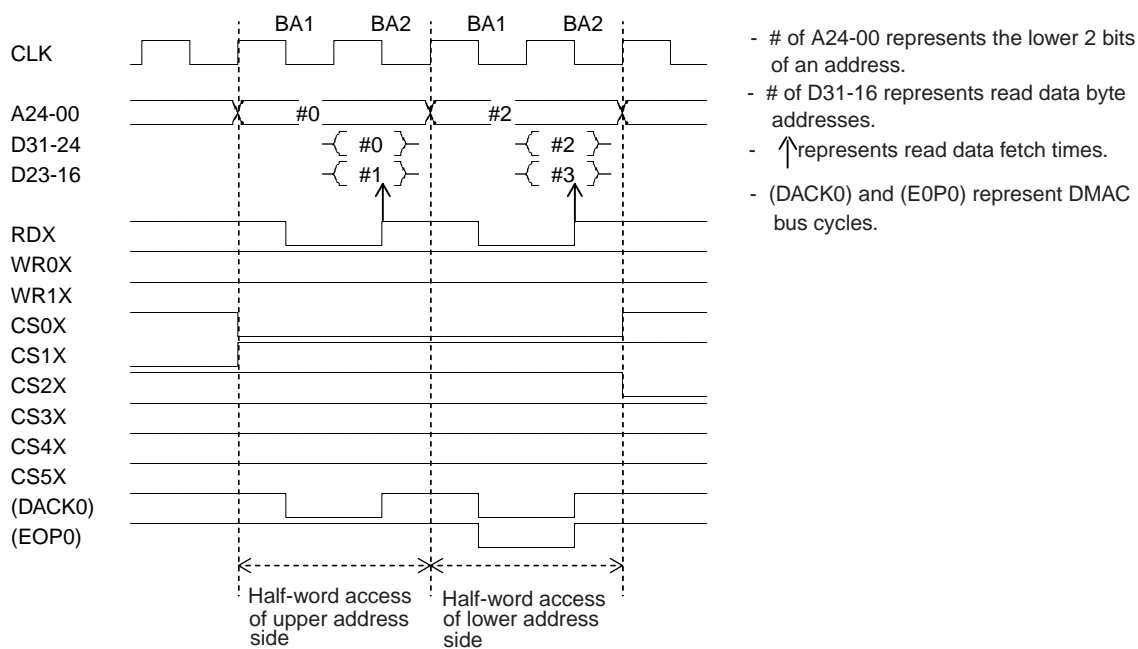 BA1 BA2 BA1 BA2
CLK
A24-00 #0 #2
D31-24 #0 #2
D23-16 #1 #3
RDX
WR0X
WR1X
CS0X
CS1X
CS2X
CS3X
CS4X
CS5X
(DACK0)
(EOP0)
Half-word access
of upper address
side
Half-word access
of lower address
side
- # of A24-00 represents the lower 2 bits
of an address.
- # of D31-16 represents read data byte
addresses.
- represents read data fetch times.
- (DACK0) and (E0P0) represent DMAC
bus cycles.